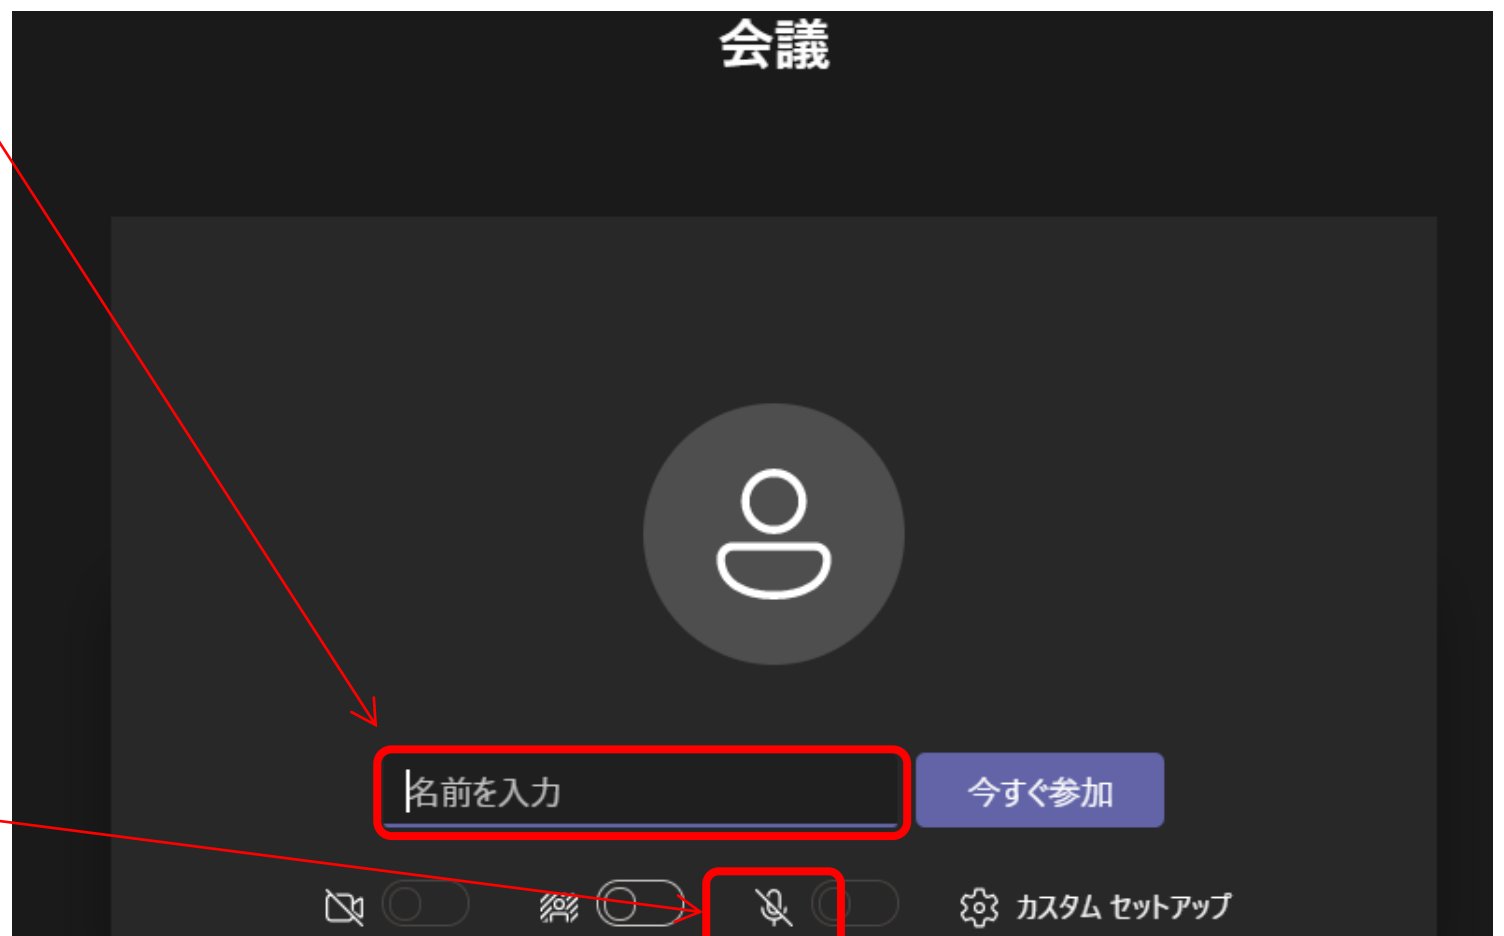 会議
名前を入力
今すぐ参加
カスタム セットアップ